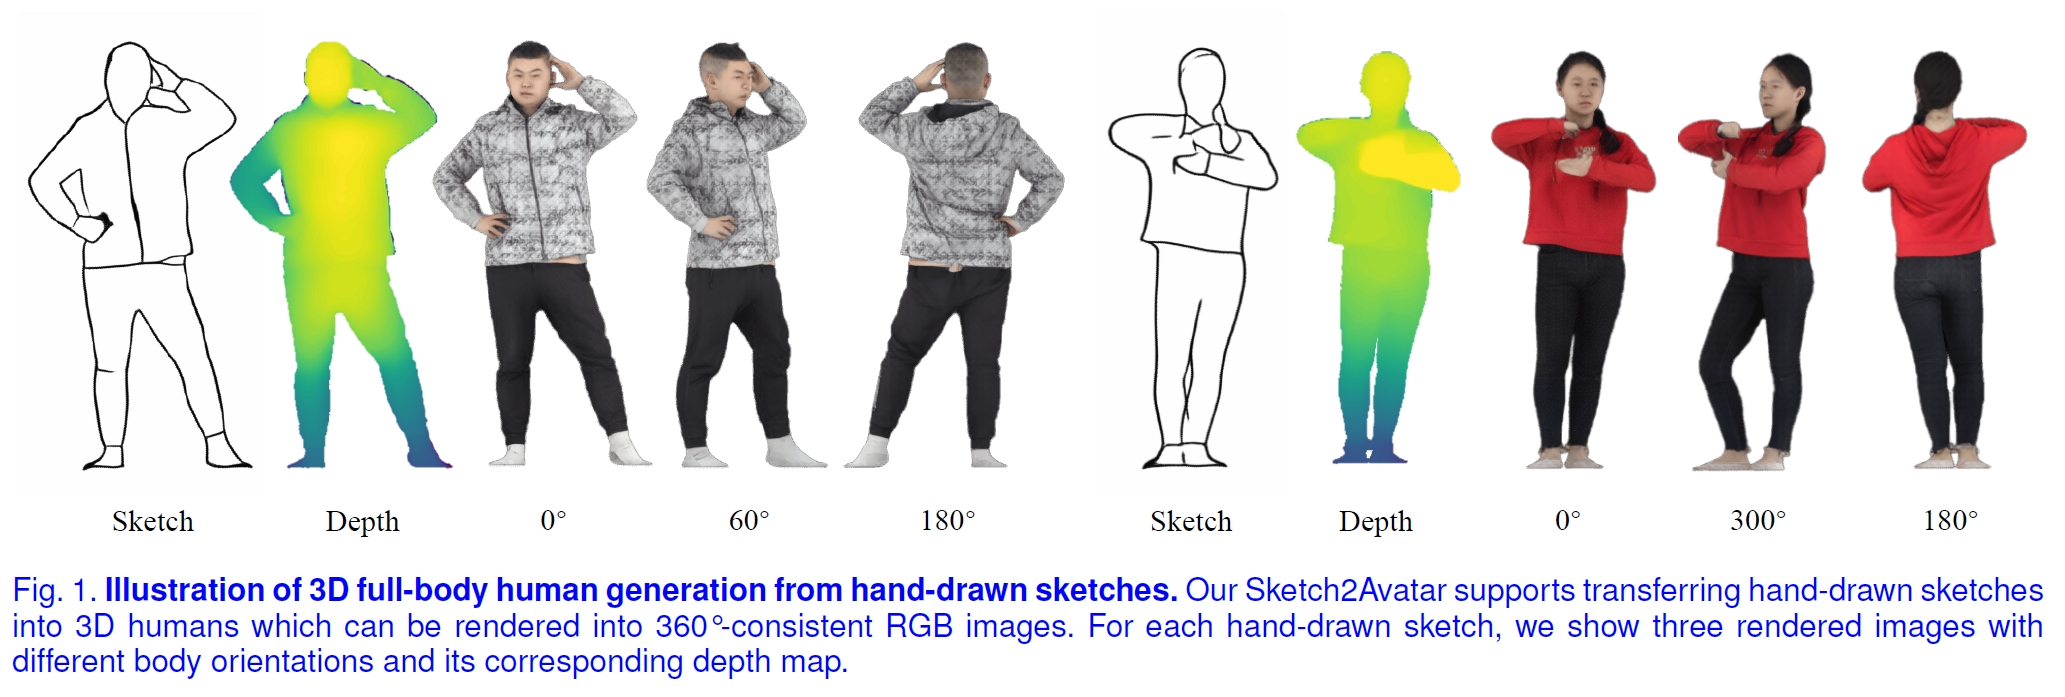 Sketch Depth 0° 60° 180° Sketch Depth 0° 300° 180°
Fig. 1. Illustration of 3D full-body human generation from hand-drawn sketches. Our Sketch2Avatar supports transferring hand-drawn sketches
into 3D humans which can be rendered into 360°-consistent RGB images. For each hand-drawn sketch, we show three rendered images with
different body orientations and its corresponding depth map.